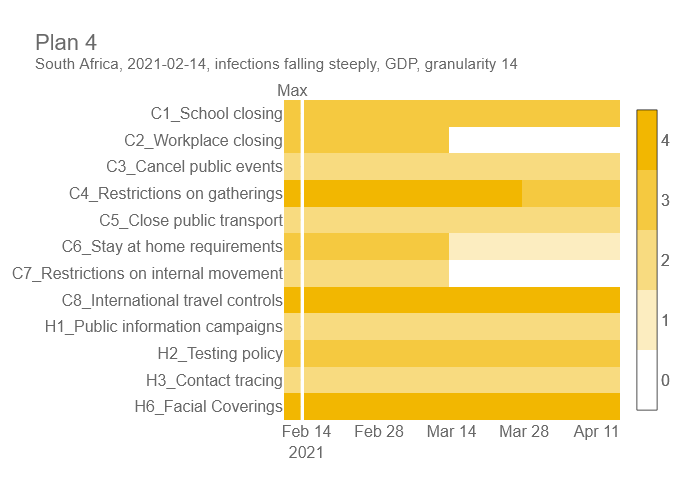 Plan 4
South Africa, 2021-02-14, infections falling steeply, GDP, granularity 14
Max
C1_School closing
C2_Workplace closing
C3_Cancel public events
C4_Restrictions on gatherings
C5_Close public transport
C6_Stay at home requirements
C7_Restrictions on internal movement
C8_International travel controls
H1_Public information campaigns
H2_Testing policy
H3_Contact tracing
H6_Facial Coverings
4
3
2
1
0
Feb 14 Feb 28 Mar 14 Mar 28 Apr 11
2021